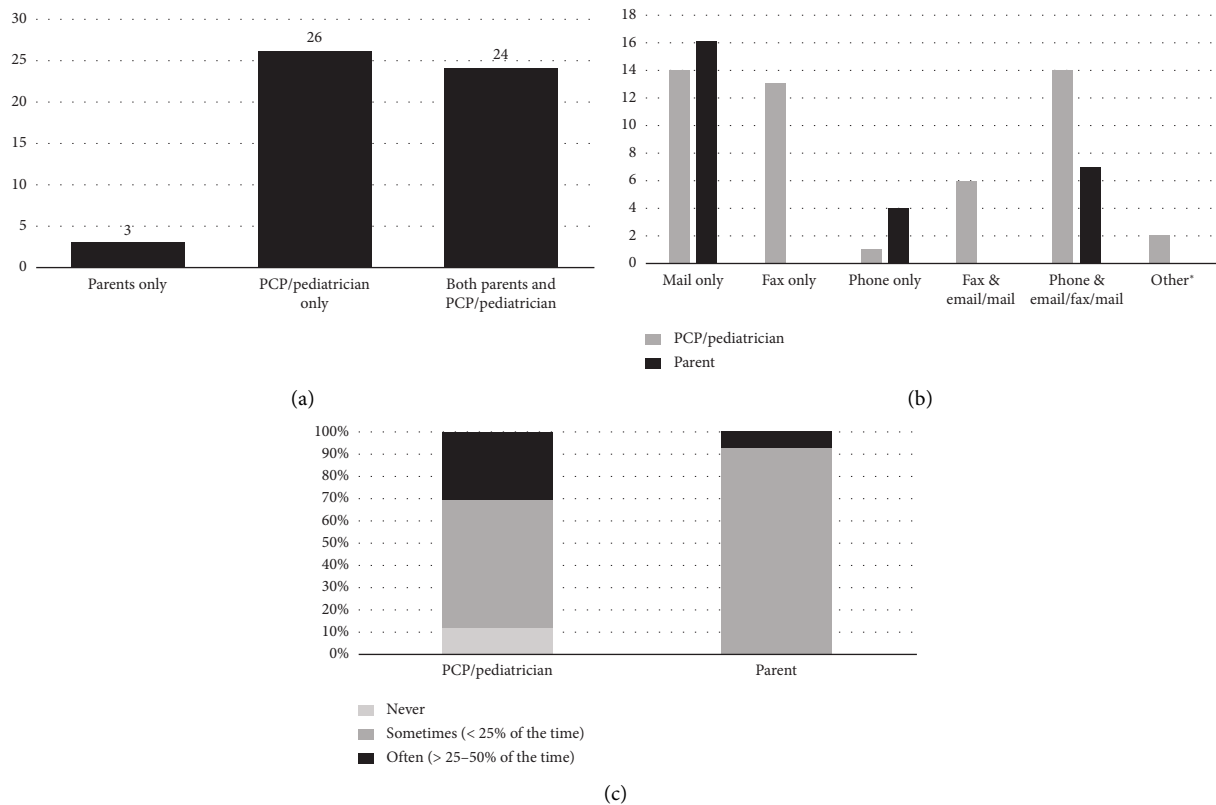 30
25
20
15
10
5
0
3
26
24
Parents only
PCP/pediatrician
only
Both parents and
PCP/pediatrician
(a)
18
16
14
12
10
8
6
4
2
0
Mail only
Fax only
Phone only
Fax &
email/mail
Phone &
email/fax/mail
Other*
PCP/pediatrician
Parent
(b)
100%
90%
80%
70%
60%
50%
40%
30%
20%
10%
0%
PCP/pediatrician
Parent
Never
Sometimes (< 25% of the time)
Often (> 25–50% of the time)
(c)